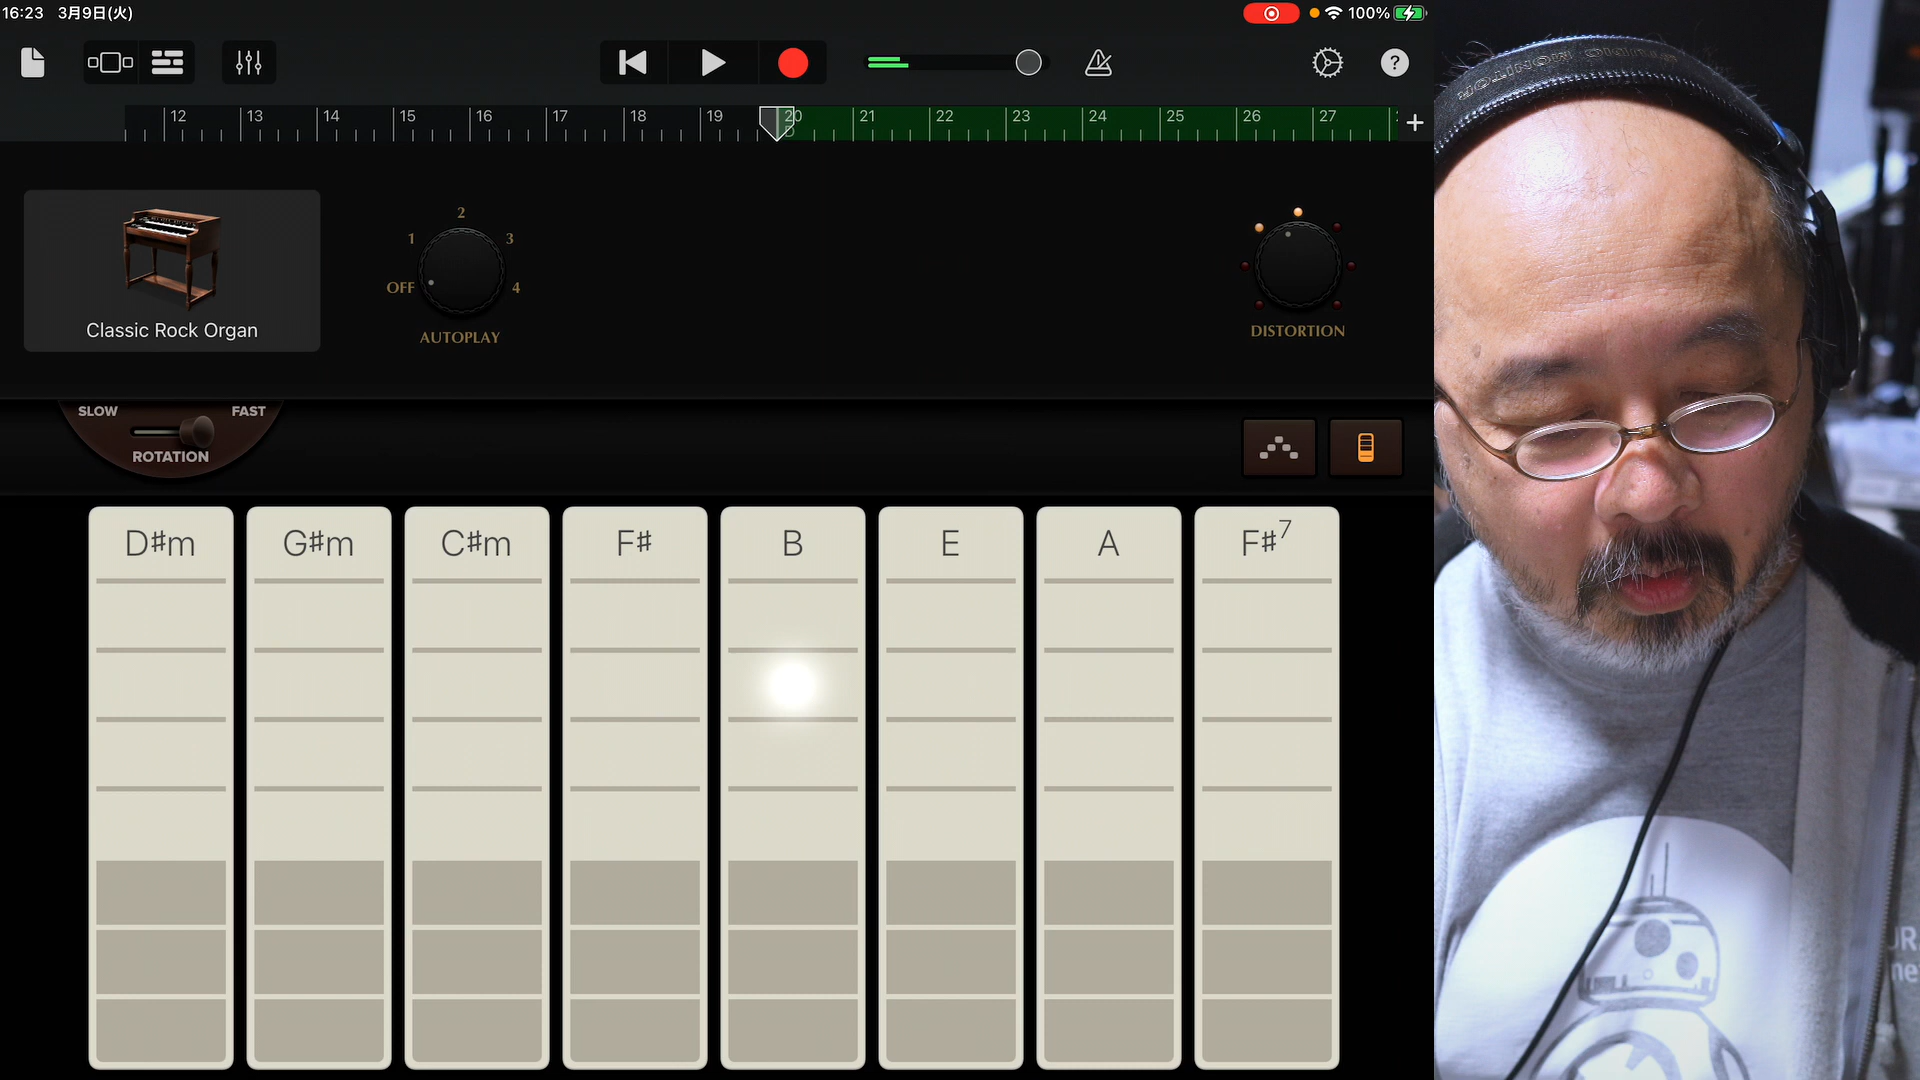 16:23 3月9日(火)
100%
?
12 13 14 15 16 17 18 19 20 21 22 23 24 25 26 27
+
Classic Rock Organ
OFF 1 2 3 4
AUTOPLAY
DISTORTION
SLOW FAST
ROTATION
D♯m G♯m C♯m F♯ B E A F♯7
STUDIO MONITOR